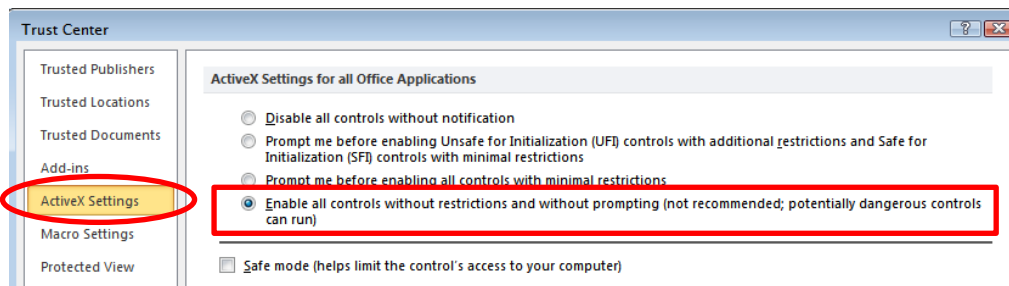 Trust Center
Trusted Publishers
Trusted Locations
Trusted Documents
Add-ins
ActiveX Settings
Macro Settings
Protected View
ActiveX Settings for all Office Applications
Disable all controls without notification
Prompt me before enabling Unsafe for Initialization (UFI) controls with additional restrictions and Safe for
Initialization (SFI) controls with minimal restrictions
Prompt me before enabling all controls with minimal restrictions
Enable all controls without restrictions and without prompting (not recommended; potentially dangerous controls
can run)
Safe mode (helps limit the control's access to your computer)